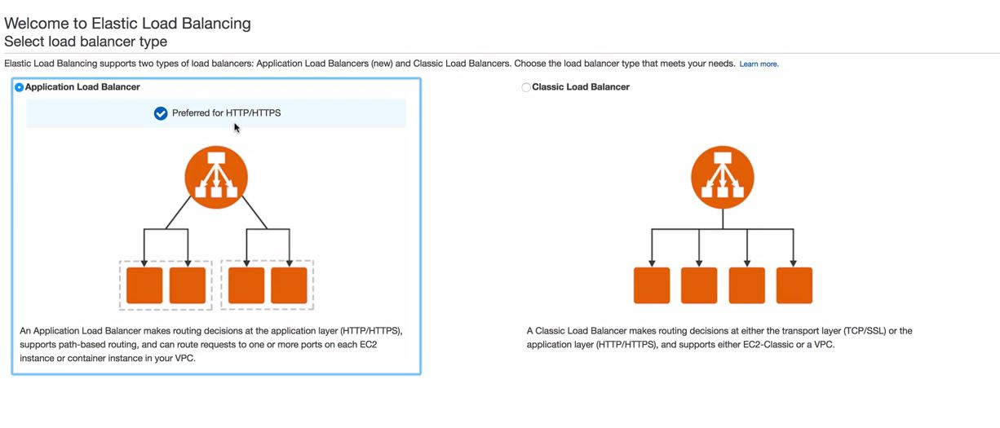 Welcome to Elastic Load Balancing
Select load balancer type
Elastic Load Balancing supports two types of load balancers: Application Load Balancers (new) and Classic Load Balancers. Choose the load balancer type that meets your needs. Learn more.
Application Load Balancer
Preferred for HTTP/HTTPS
An Application Load Balancer makes routing decisions at the application layer (HTTP/HTTPS),
supports path-based routing, and can route requests to one or more ports on each EC2
instance or container instance in your VPC.
Classic Load Balancer
A Classic Load Balancer makes routing decisions at either the transport layer (TCP/SSL) or the
application layer (HTTP/HTTPS), and supports either EC2-Classic or a VPC.